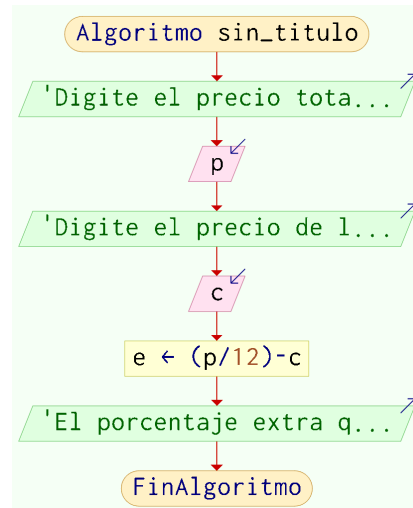 Algoritmo sin_titulo
'Digite el precio tota...
p
'Digite el precio de l...
c
e ← (p/12)-c
'El porcentaje extra q...
FinAlgoritmo